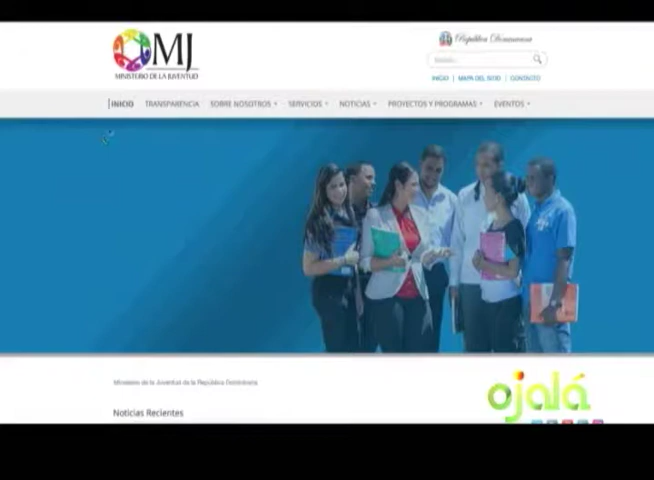 MJ
MINISTERIO DE LA JUVENTUD
República Dominicana
INICIO | MAPA DEL SITIO | CONTACTO
INICIO TRANSPARENCIA SOBRE NOSOTROS SERVICIOS NOTICIAS PROYECTOS Y PROGRAMAS EVENTOS
Ministerio de la Juventud de la República Dominicana
Noticias Recientes
ojalá